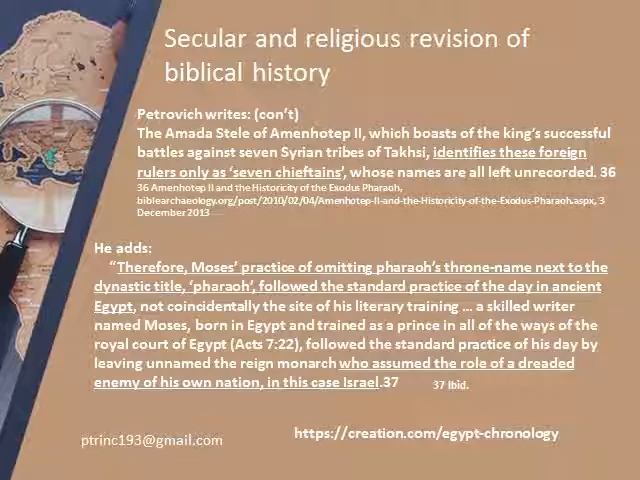 Secular and religious revision of
biblical history
Petrovich writes: (con't)
The Amada Stele of Amenhotep II, which boasts of the king's successful
battles against seven Syrian tribes of Takhsi, identifies these foreign
rulers only as 'seven chieftains', whose names are all left unrecorded. 36
36 Amenhotep II and the Historicity of the Exodus Pharaoh,
biblearchaeology.org/post/2010/02/04/Amenhotep-II-and-the-Historicity-of-the-Exodus-Pharaoh.aspx, 3
December 2013
He adds:
"Therefore, Moses' practice of omitting pharaoh's throne-name next to the
dynastic title, 'pharaoh', followed the standard practice of the day in ancient
Egypt, not coincidentally the site of his literary training … a skilled writer
named Moses, born in Egypt and trained as a prince in all of the ways of the
royal court of Egypt (Acts 7:22), followed the standard practice of his day by
leaving unnamed the reign monarch who assumed the role of a dreaded
enemy of his own nation, in this case Israel.37 37 Ibid.
ptrinc193@gmail.com
https://creation.com/egypt-chronology